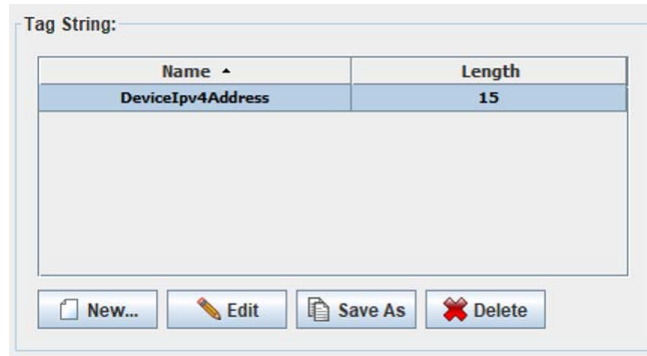 Tag String:
Name Length
DeviceIpv4Address 15
New... Edit Save As Delete